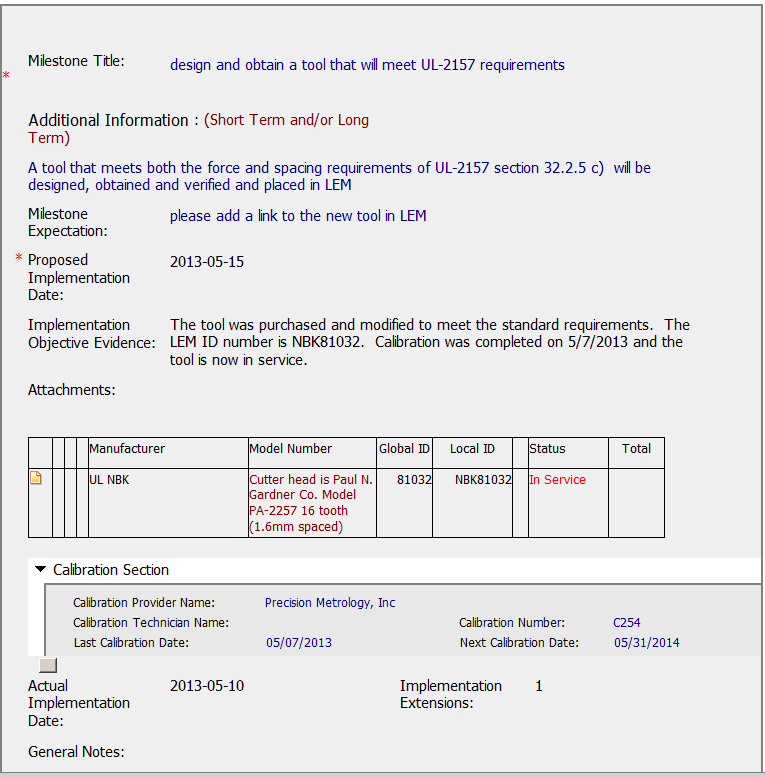 Milestone Title: design and obtain a tool that will meet UL-2157 requirements
*
Additional Information : (Short Term and/or Long
Term)
A tool that meets both the force and spacing requirements of UL-2157 section 32.2.5 c)  will be
designed, obtained and verified and placed in LEM
Milestone please add a link to the new tool in LEM
Expectation:
* Proposed 2013-05-15
Implementation
Date:
Implementation The tool was purchased and modified to meet the standard requirements.  The
Objective Evidence: LEM ID number is NBK81032.  Calibration was completed on 5/7/2013 and the
tool is now in service.
Attachments:
Manufacturer Model Number Global ID Local ID Status Total
UL NBK Cutter head is Paul N. 81032 NBK81032 In Service
Gardner Co. Model
PA-2257 16 tooth
(1.6mm spaced)
Calibration Section
Calibration Provider Name: Precision Metrology, Inc
Calibration Technician Name: Calibration Number: C254
Last Calibration Date: 05/07/2013 Next Calibration Date: 05/31/2014
Actual 2013-05-10 Implementation 1
Implementation Extensions:
Date:
General Notes: